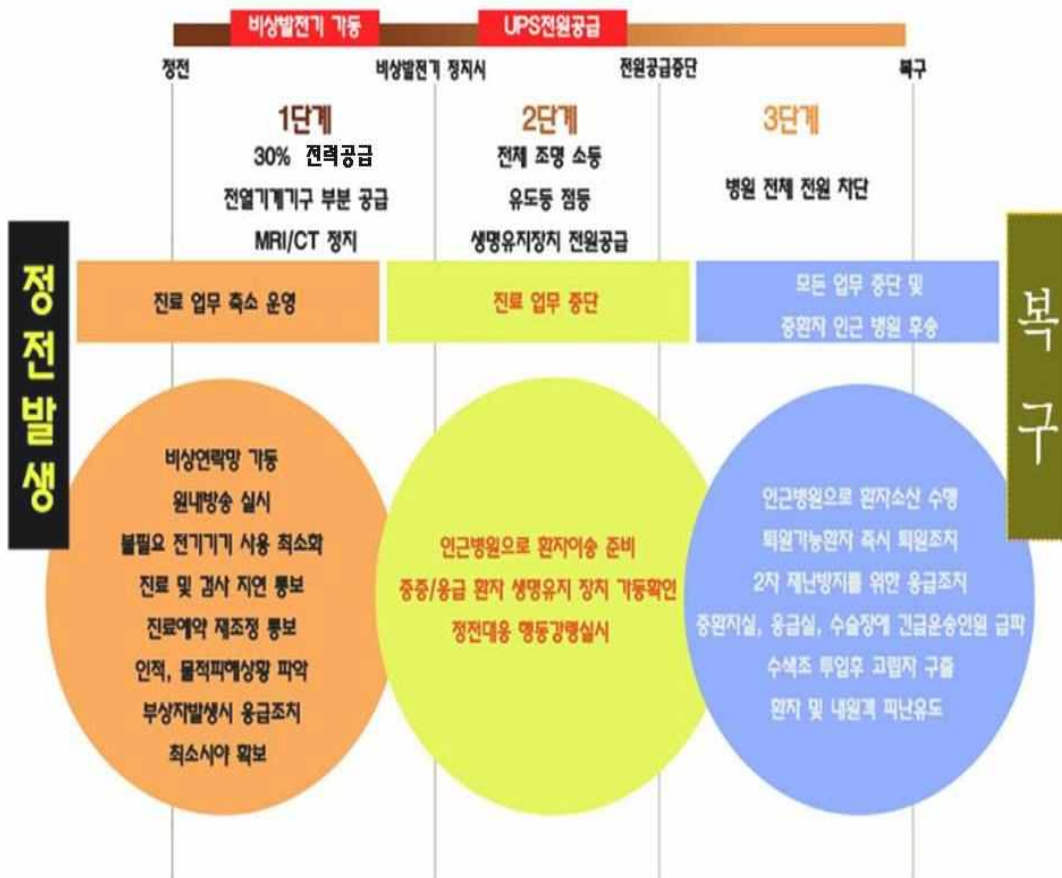 비상발전기 가동
UPS전원공급
정전
비상발전기 정지시
전원공급중단
복구
1단계
30% 전력공급
전열기계기구 부분 공급
MRI/CT 정지
2단계
전체 조명 소등
유도등 점등
생명유지장치 전원공급
3단계
병원 전체 전원 차단
정전발생
진료 업무 축소 운영
진료 업무 중단
모든 업무 중단 및
중환자 인근 병원 후송
복구
비상연락망 가동
원내방송 실시
불필요 전기기기 사용 최소화
진료 및 검사 지연 통보
진료예약 재조정 통보
인적, 물적피해상황 파악
부상자발생시 응급조치
최소시야 확보
인근병원으로 환자이송 준비
중증/응급 환자 생명유지 장치 가동확인
정전대응 행동강령실시
인근병원으로 환자소산 수행
퇴원가능환자 즉시 퇴원조치
2차 재난방지를 위한 응급조치
중환자실, 응급실, 수술장에 긴급운송인원 급파
수색조 투입후 고립자 구출
환자 및 내원객 피난유도